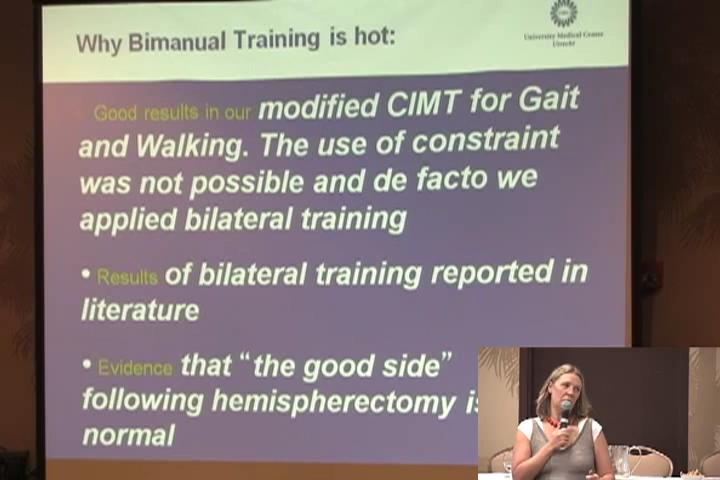 Why Bimanual Training is hot:
University Medical Center
Utrecht
Good results in our modified CIMT for Gait
and Walking. The use of constraint
was not possible and de facto we
applied bilateral training
• Results of bilateral training reported in
literature
• Evidence that “the good side”
following hemispherectomy is
normal